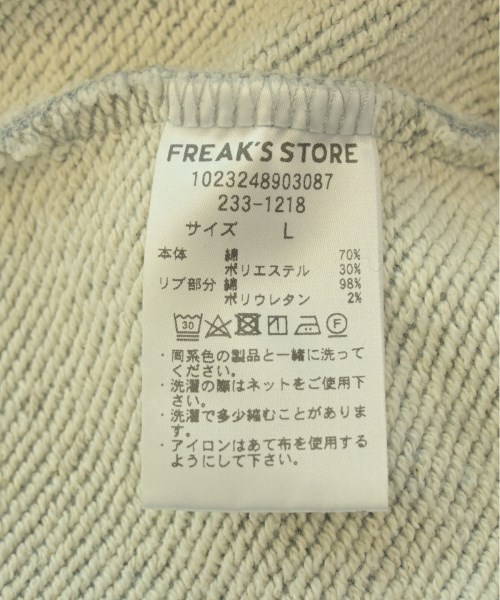 FREAK'S STORE
1023248903087
233-1218
サイズ L
本体 綿 70%
ポリエステル 30%
リブ部分 綿 98%
ポリウレタン 2%
30 F
・同系色の製品と一緒に洗って
ください。
・洗濯の際はネットをご使用下
さい。
・洗濯で多少縮むことがありま
す。
・アイロンはあて布を使用する
ようにして下さい。